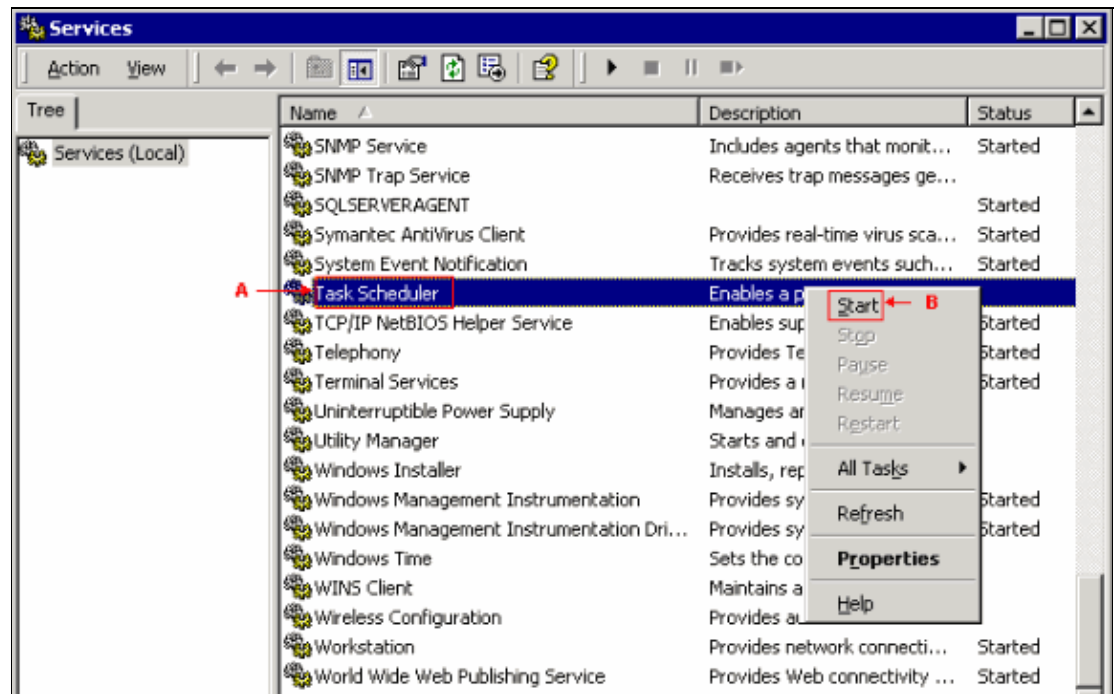 Services
Action View
Tree
Name Description Status
Services (Local)
SNMP Service Includes agents that monit... Started
SNMP Trap Service Receives trap messages ge...
SQLSERVERAGENT Started
Symantec AntiVirus Client Provides real-time virus sca... Started
System Event Notification Tracks system events such... Started
A Task Scheduler Enables a p
Start B
TCP/IP NetBIOS Helper Service Enables sup Started
Stop
Telephony Provides Te Started
Pause
Terminal Services Provides a Started
Resume
Uninterruptible Power Supply Manages an
Restart
Utility Manager Starts and
Windows Installer Installs, rep
All Tasks
Windows Management Instrumentation Provides sy Started
Refresh
Windows Management Instrumentation Dri... Provides sy Started
Windows Time Sets the co
Properties
WINS Client Maintains a
Help
Wireless Configuration Provides au
Workstation Provides network connecti... Started
World Wide Web Publishing Service Provides Web connectivity ... Started